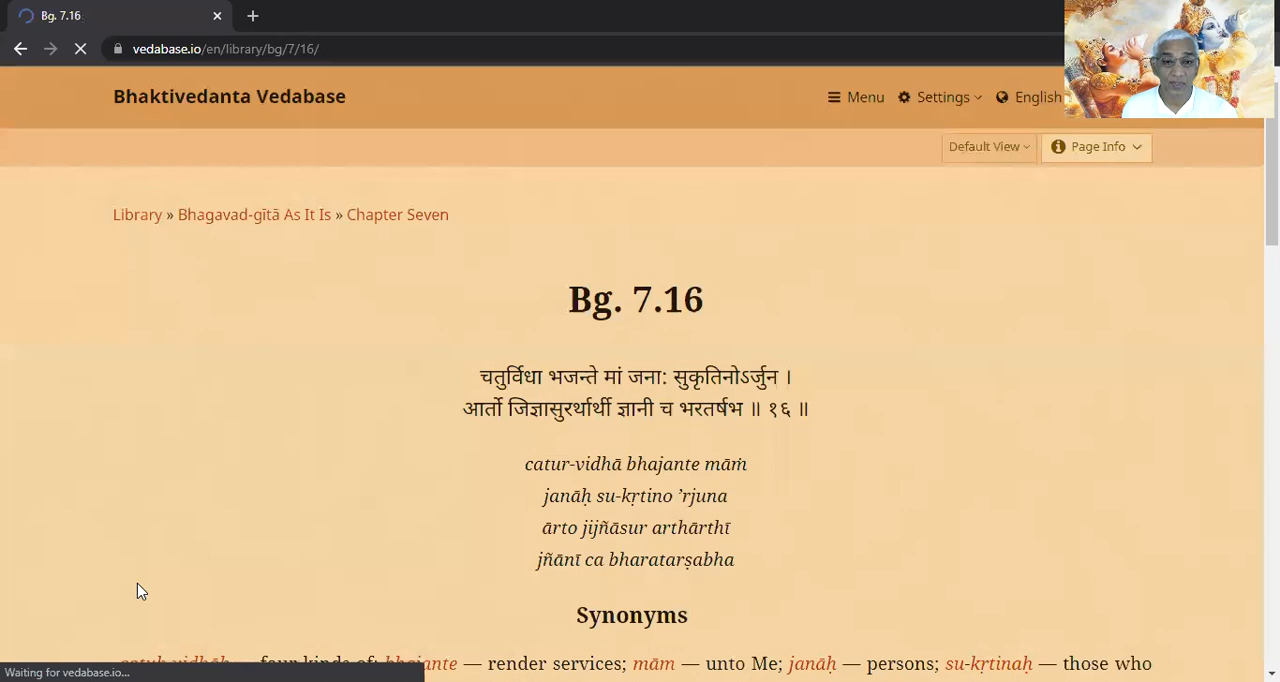 Bg. 7.16
vedabase.io/en/library/bg/7/16/
Bhaktivedanta Vedabase
Menu Settings English
Default View Page Info
Library » Bhagavad-gītā As It Is » Chapter Seven
Bg. 7.16
चतुर्विधा भजन्ते मां जना: सुकृतिनोऽर्जुन ।
आर्तो जिज्ञासुरर्थार्थी ज्ञानी च भरतर्षभ ॥ १६ ॥
catur-vidhā bhajante māṁ
janāḥ su-kṛtino ’rjuna
ārto jijñāsur arthārthī
jñānī ca bharatarṣabha
Synonyms
catuḥ-vidhāḥ — four kinds of; bhajante — render services; mām — unto Me; janāḥ — persons; su-kṛtinaḥ — those who
Waiting for vedabase.io...